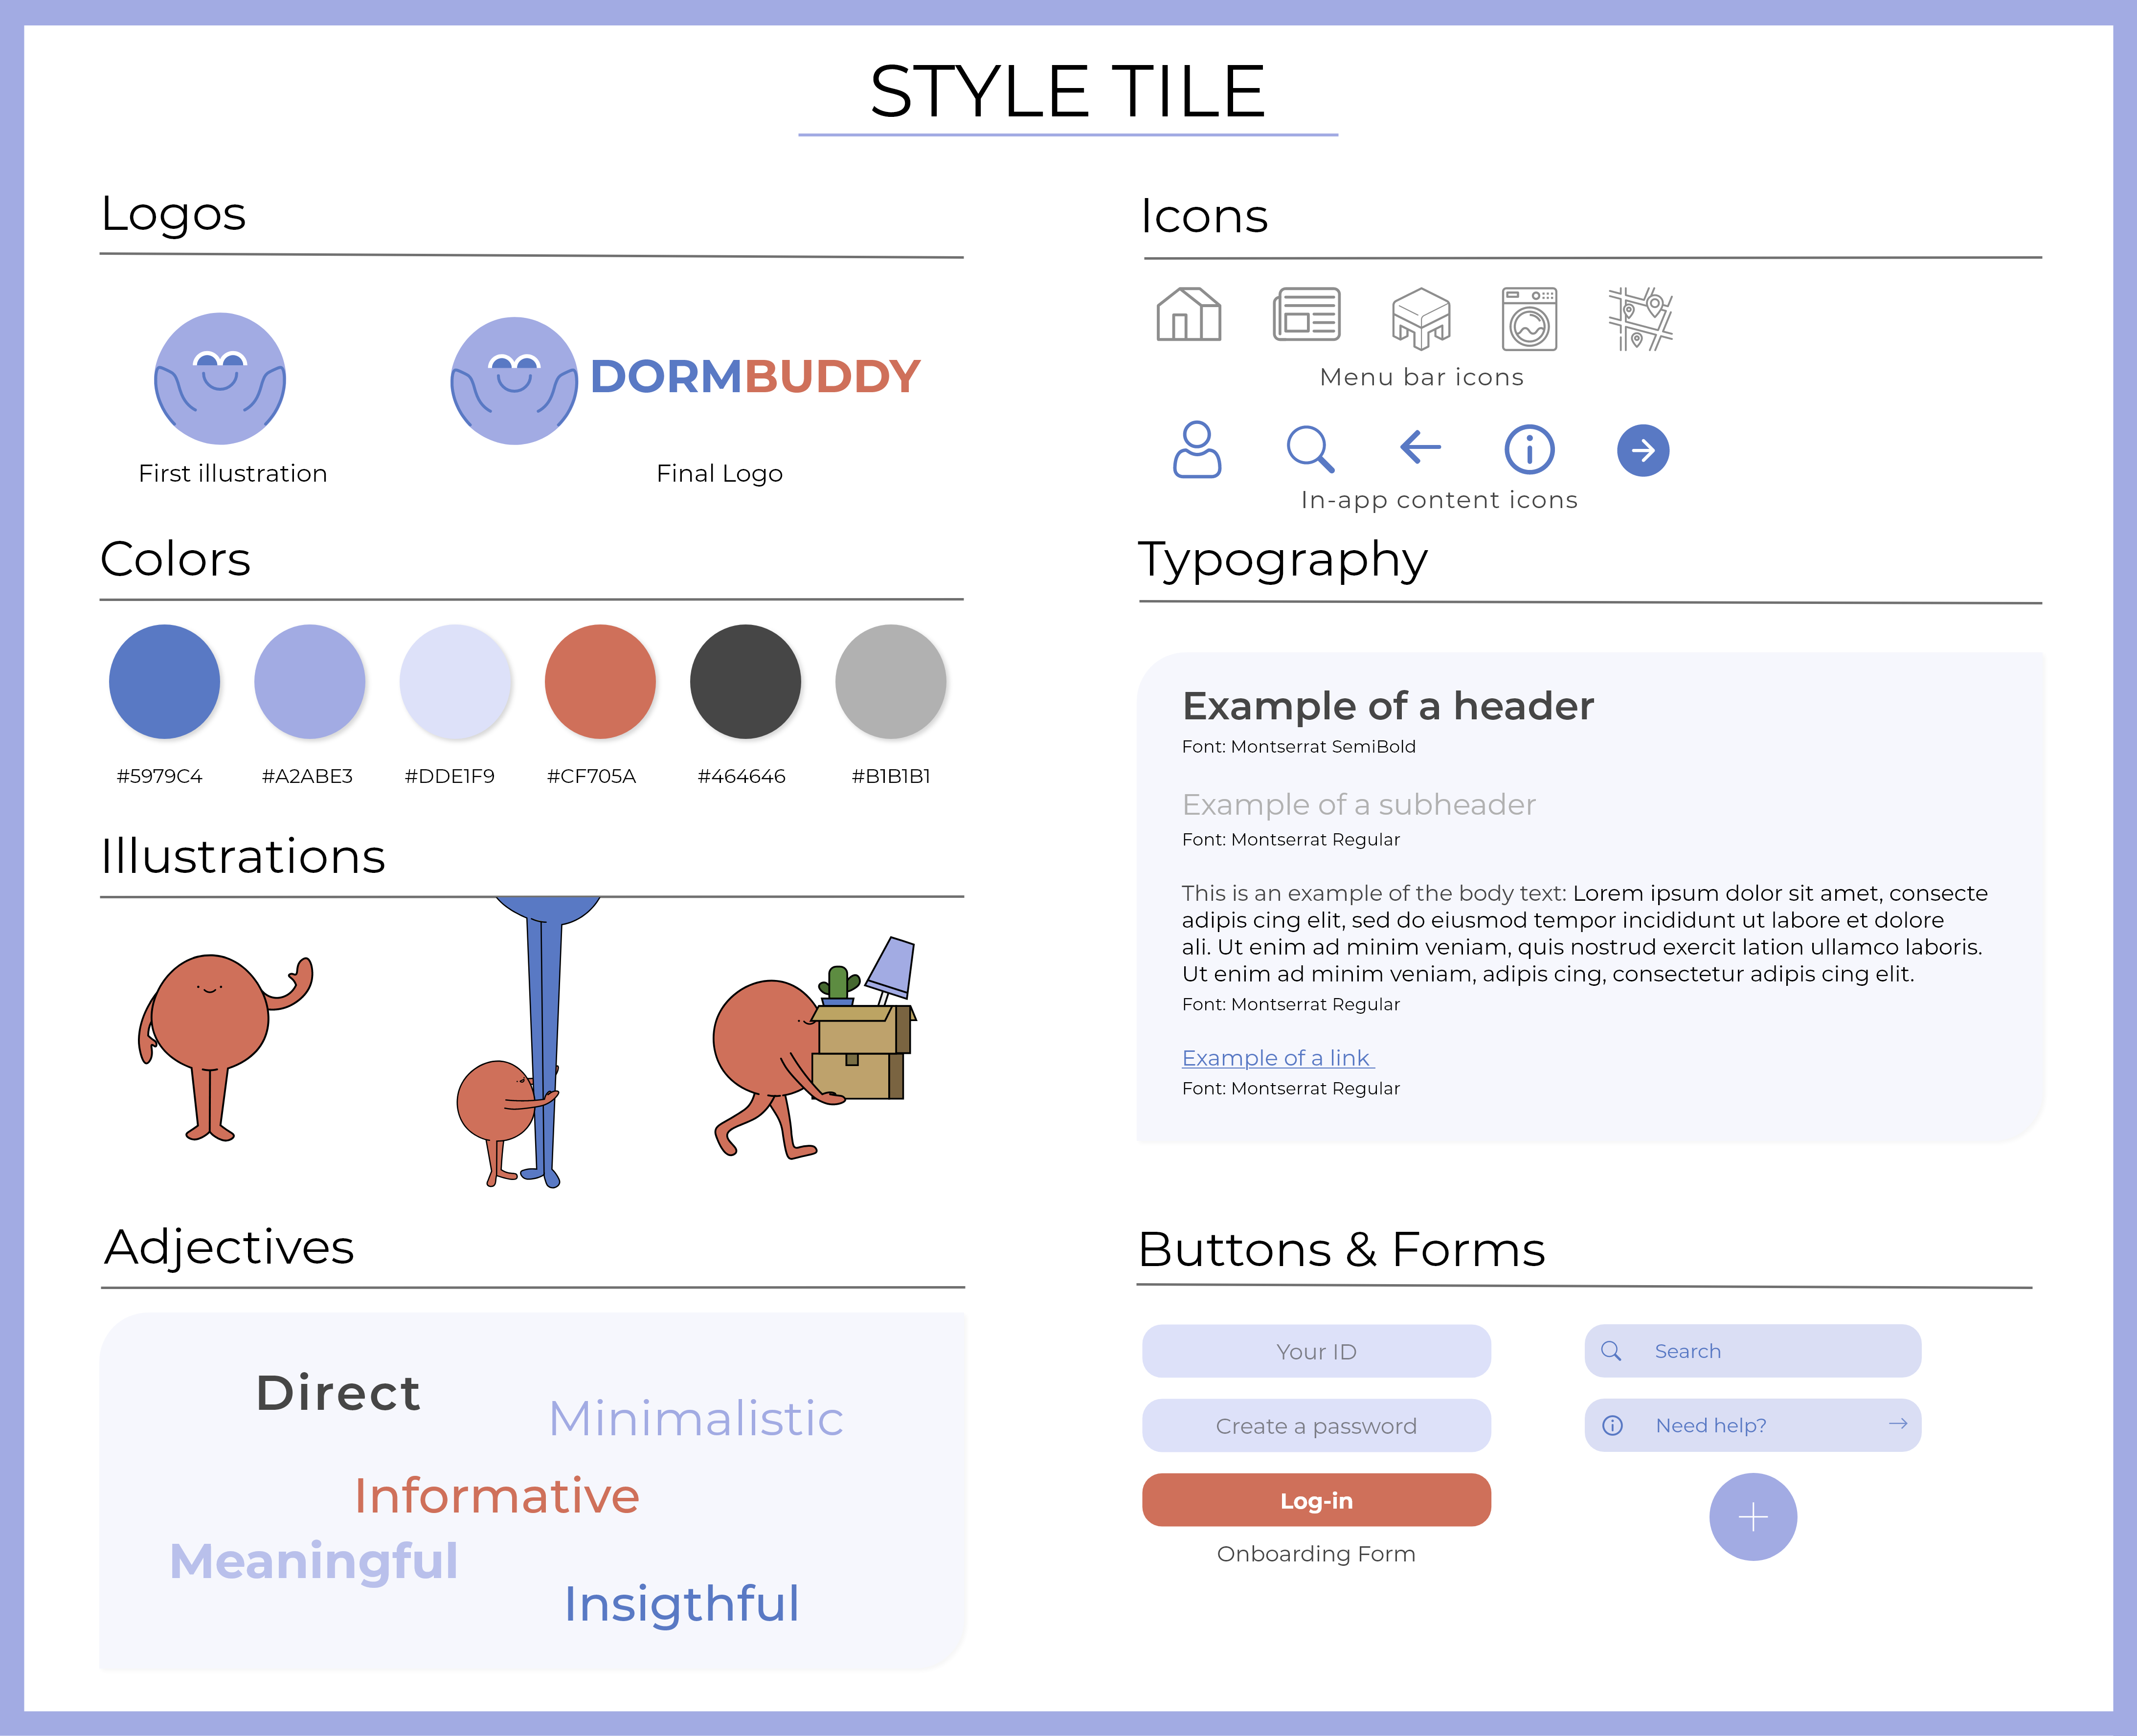 STYLE TILE
Logos
DORMBUDDY
First illustration
Final Logo
Colors
#5979C4
#A2ABE3
#DDE1F9
#CF705A
#464646
#B1B1B1
Illustrations
Adjectives
Direct
Minimalistic
Informative
Meaningful
Insigthful
Icons
Menu bar icons
In-app content icons
Typography
Example of a header
Font: Montserrat SemiBold
Example of a subheader
Font: Montserrat Regular
This is an example of the body text: Lorem ipsum dolor sit amet, consecte
adipis cing elit, sed do eiusmod tempor incididunt ut labore et dolore
ali. Ut enim ad minim veniam, quis nostrud exercit lation ullamco laboris.
Ut enim ad minim veniam, adipis cing, consectetur adipis cing elit.
Font: Montserrat Regular
Example of a link
Font: Montserrat Regular
Buttons & Forms
Your ID
Create a password
Log-in
Onboarding Form
Search
Need help?